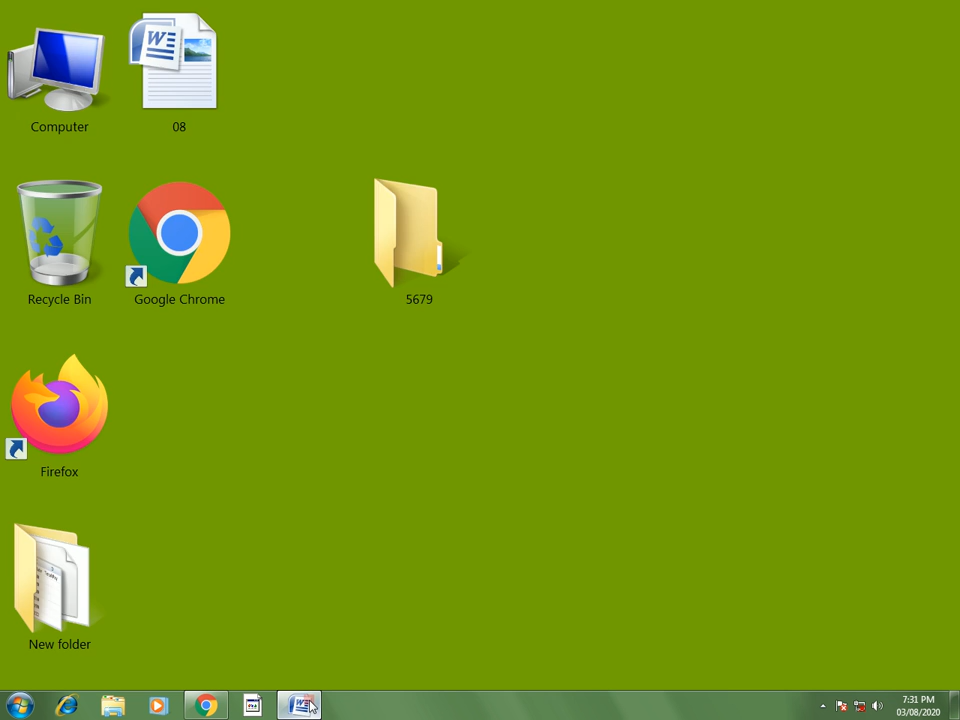 Computer
08
Recycle Bin
Google Chrome
5679
Firefox
New folder
7:31 PM
03/08/2020